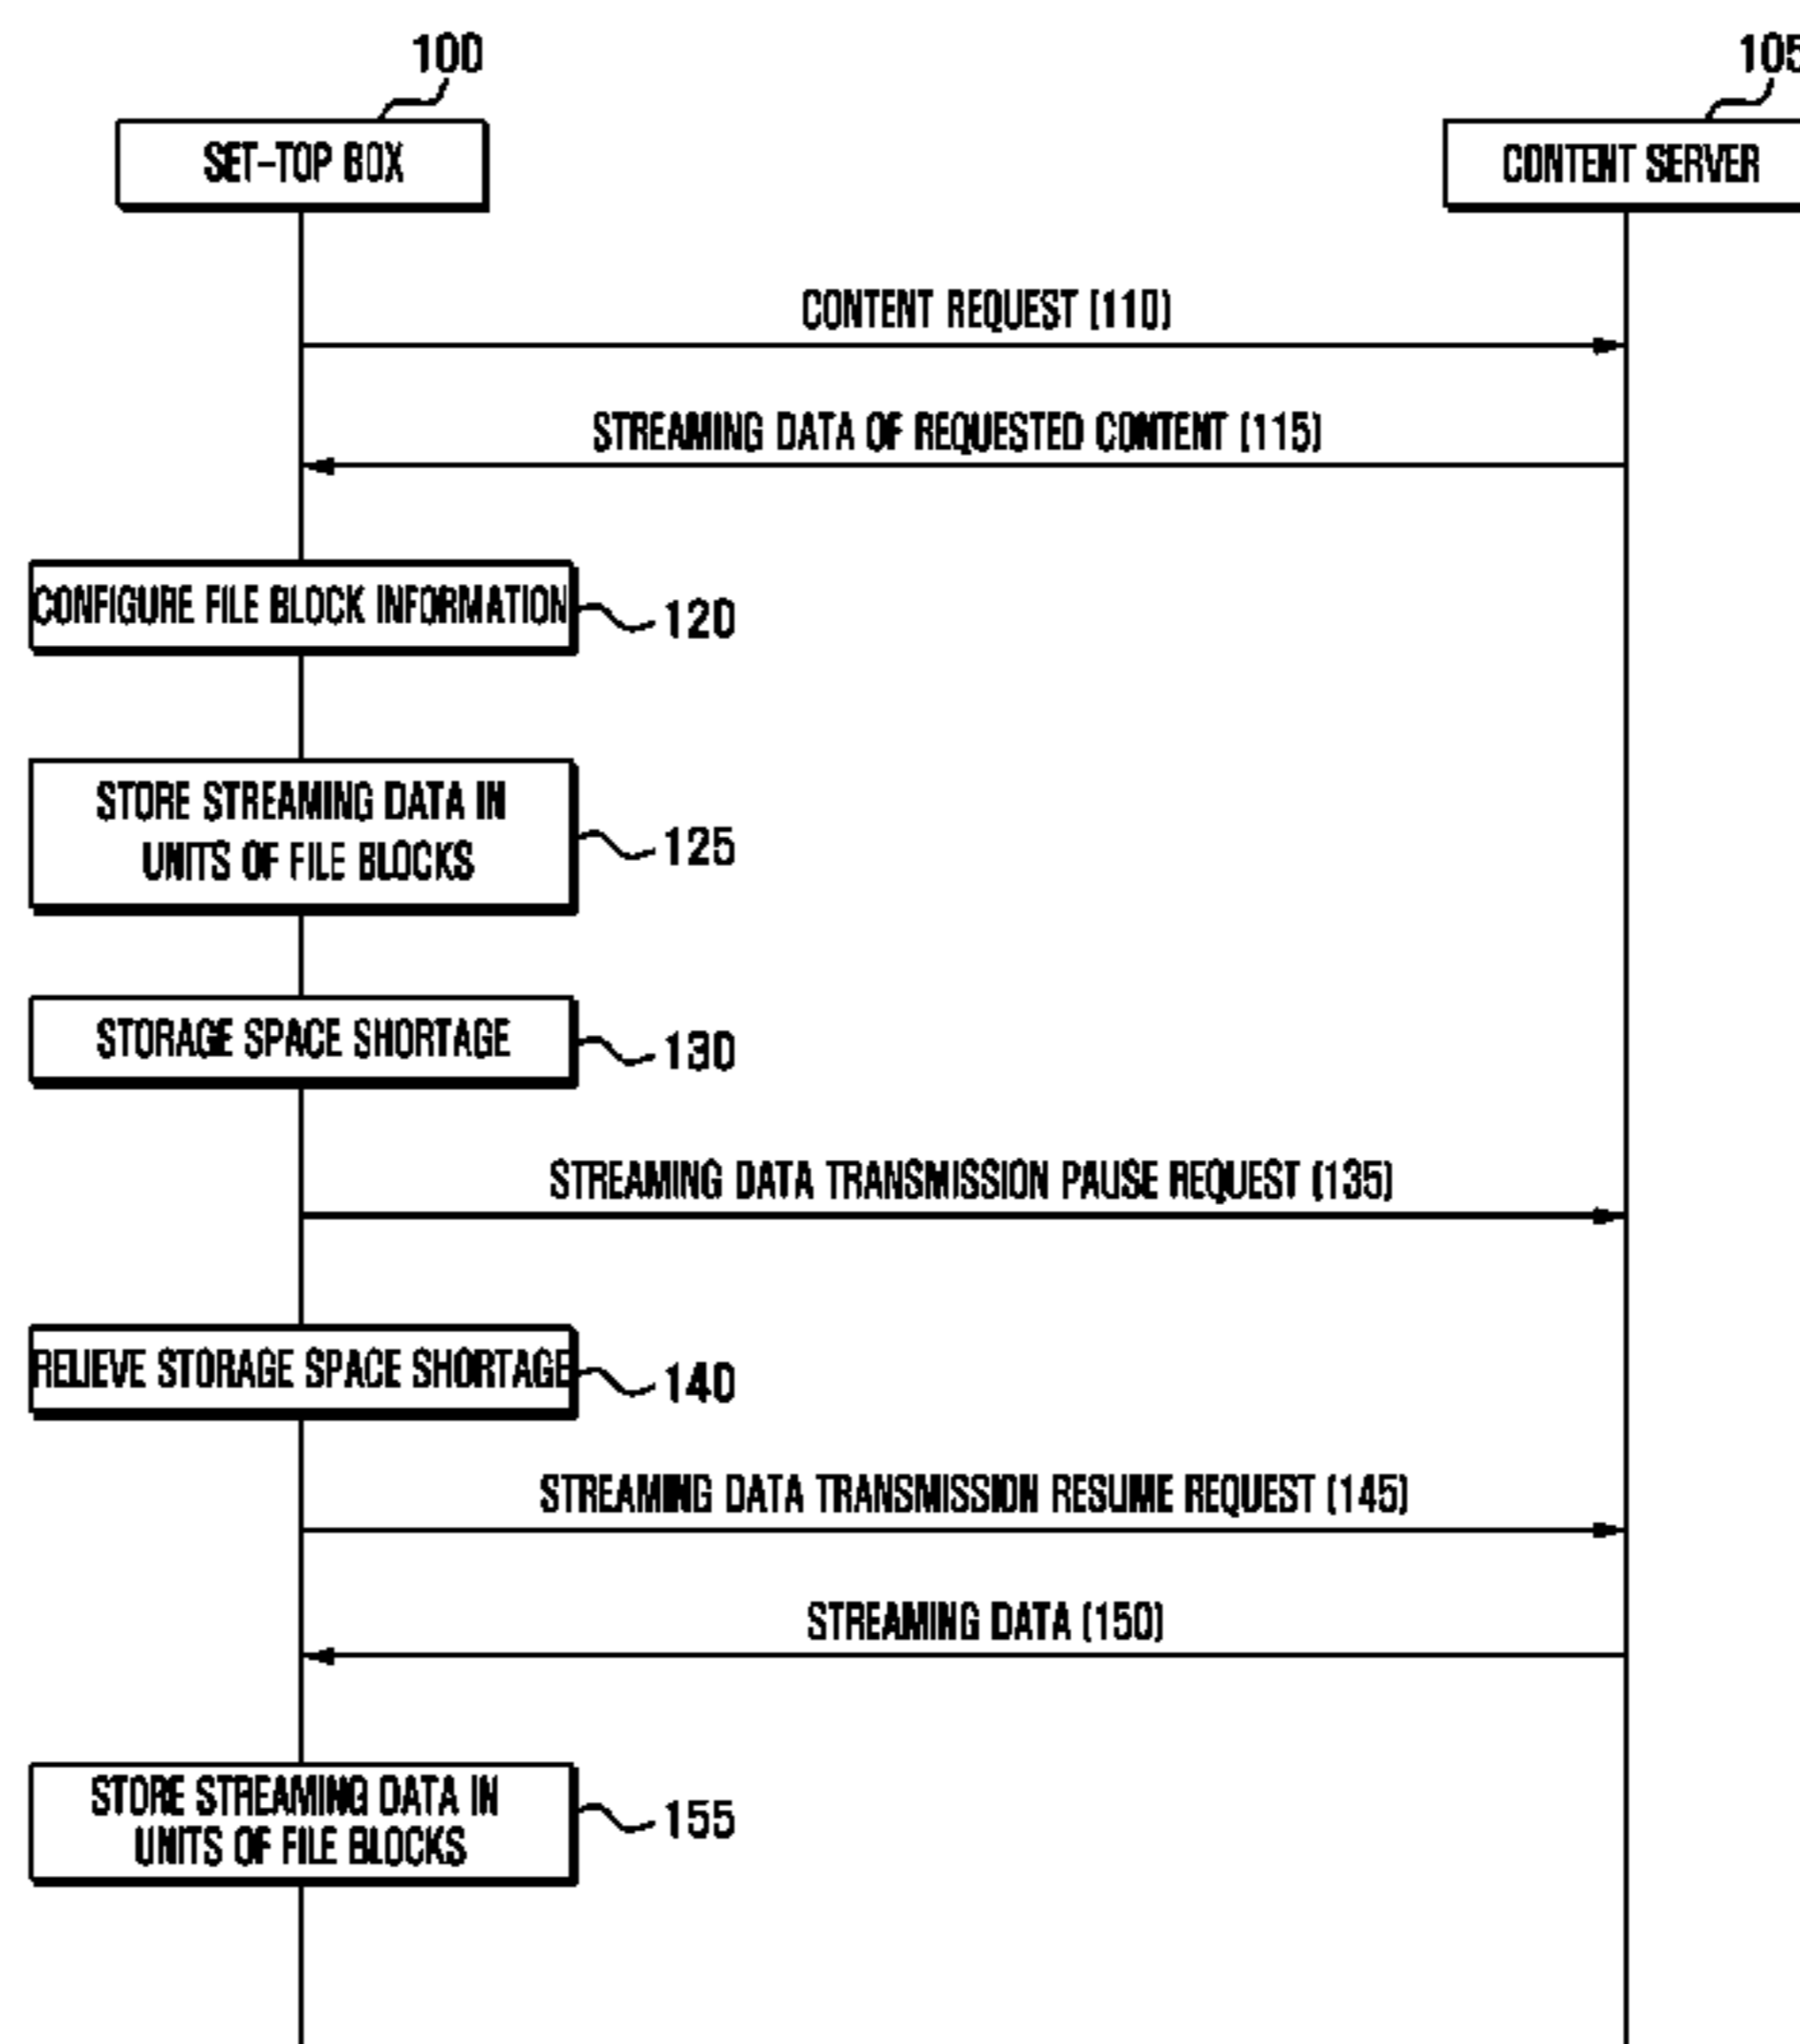 100
105
SET-TOP BOX
CONTENT SERVER
CONTENT REQUEST (110)
STREAMING DATA OF REQUESTED CONTENT (115)
CONFIGURE FILE BLOCK INFORMATION
120
STORE STREAMING DATA IN
UNITS OF FILE BLOCKS
125
STORAGE SPACE SHORTAGE
130
STREAMING DATA TRANSMISSION PAUSE REQUEST (135)
RELIEVE STORAGE SPACE SHORTAGE
140
STREAMING DATA TRANSMISSION RESUME REQUEST (145)
STREAMING DATA (150)
STORE STREAMING DATA IN
UNITS OF FILE BLOCKS
155